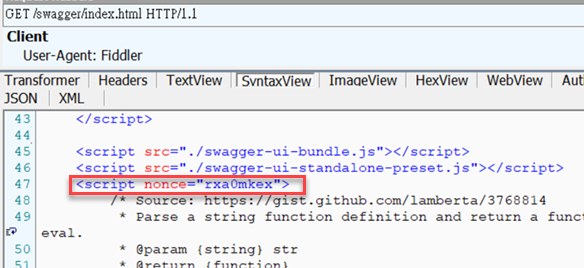 GET /swagger/index.html HTTP/1.1
Client
User-Agent: Fiddler
Transformer Headers TextView SyntaxView ImageView HexView WebView
JSON XML
43 </script>
44
45 <script src="./swagger-ui-bundle.js"></script>
46 <script src="./swagger-ui-standalone-preset.js"></script>
47 <script nonce="rxa0mkex">
48 /* Source: https://gist.github.com/lamberta/3768814
49 * Parse a string function definition and return a func
eval.
50 * @param {string} str
51 * @return {function}